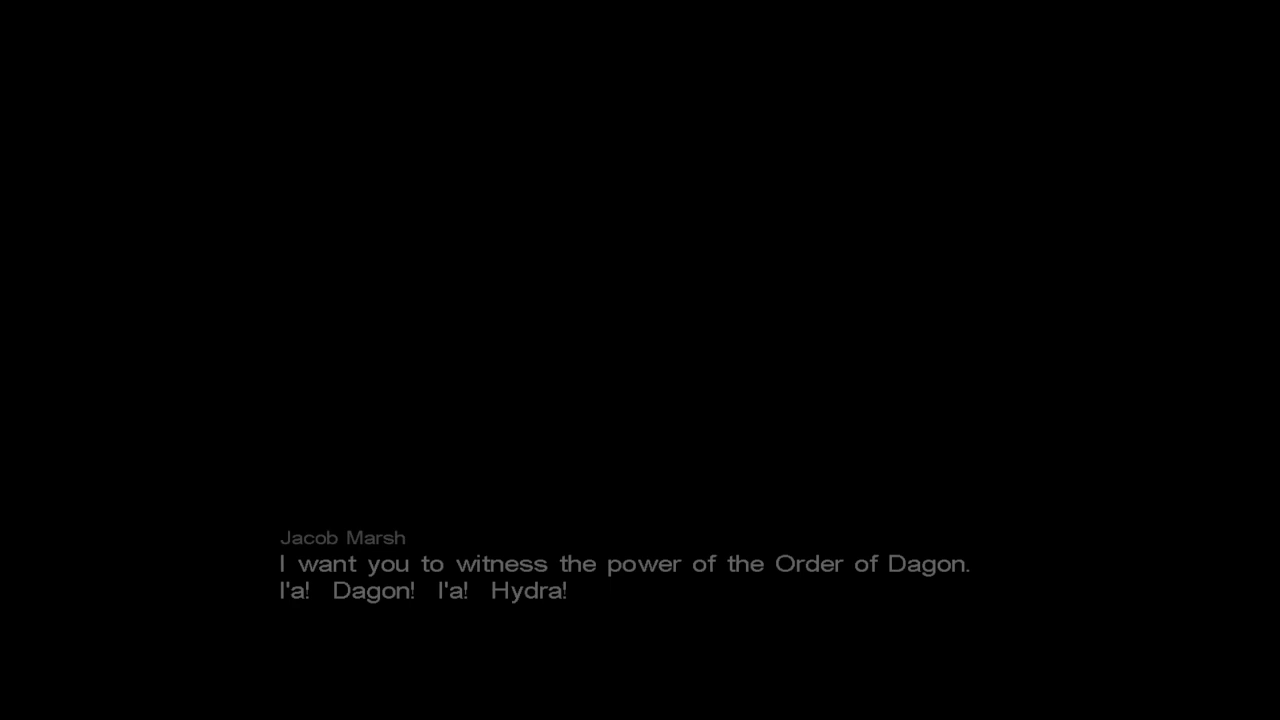 Jacob Marsh
I want you to witness the power of the Order of Dagon.
I'a! Dagon! I'a! Hydra!